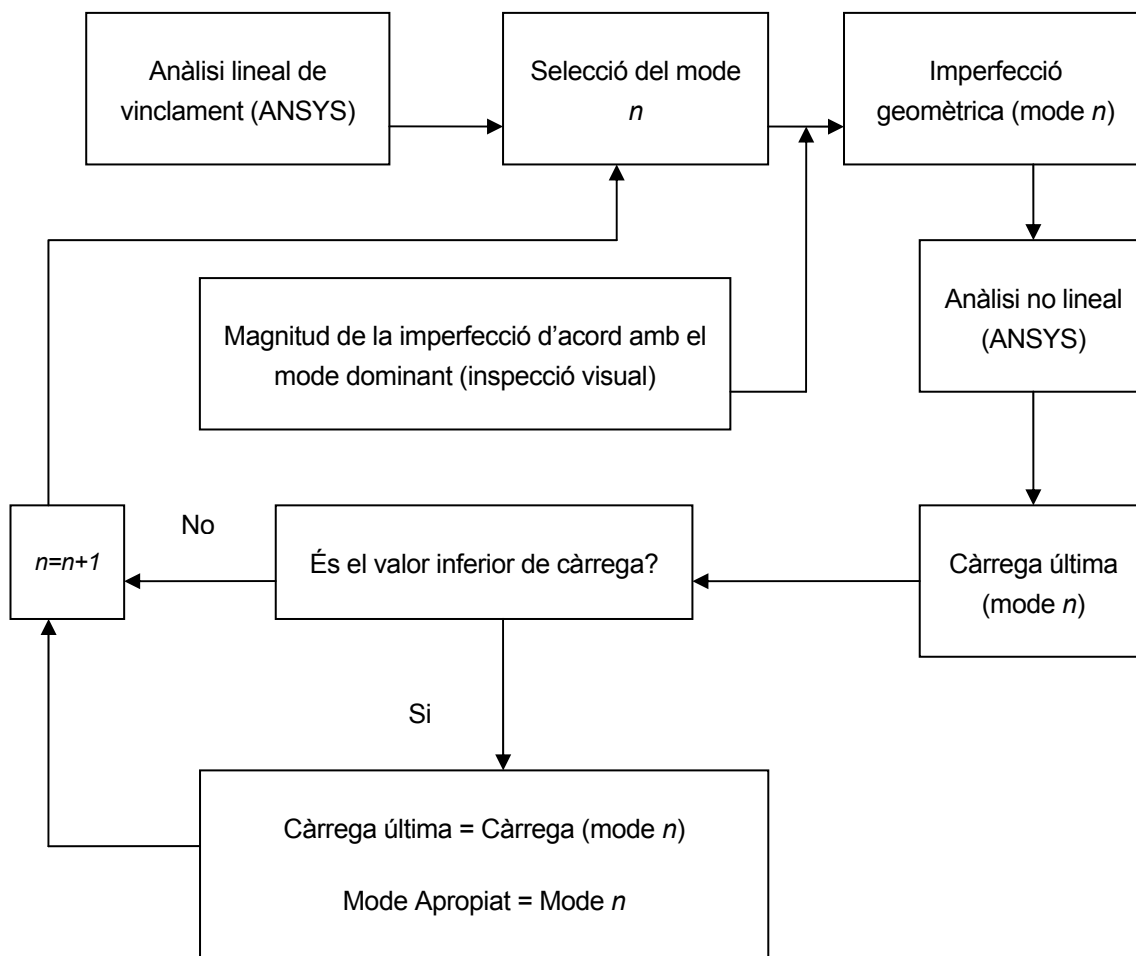 Anàlisi lineal de
vinclament (ANSYS)
Selecció del mode
n
Imperfecció
geomètrica (mode n)
Magnitud de la imperfecció d’acord amb el
mode dominant (inspecció visual)
Anàlisi no lineal
(ANSYS)
n=n+1
No
És el valor inferior de càrrega?
Càrrega última
(mode n)
Si
Càrrega última = Càrrega (mode n)
Mode Apropiat = Mode n